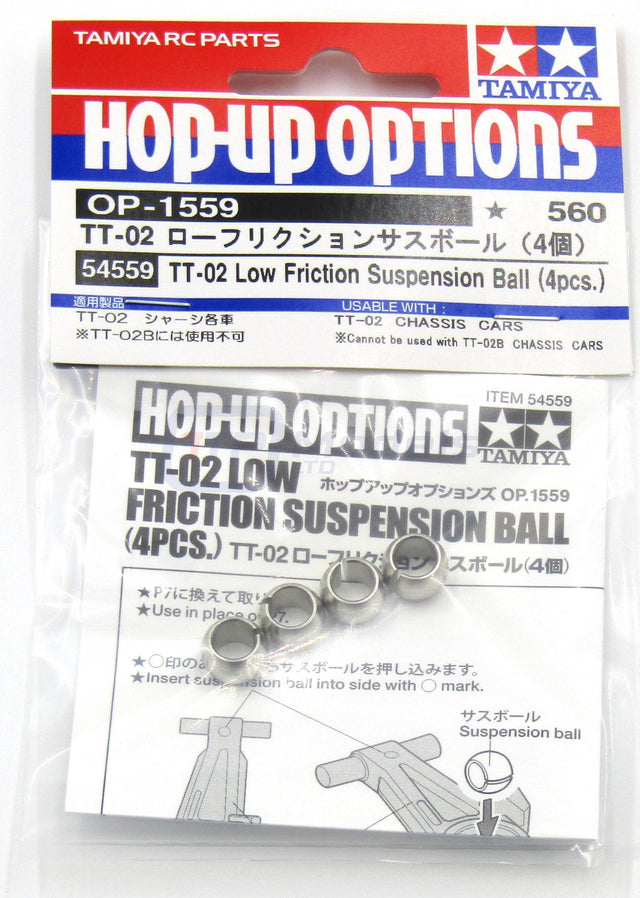 TAMIYA RC PARTS
TAMIYA
HOP-UP OPTIONS
OP-1559 ★ 560
TT-02 ローフリクションサスボール(4個)
54559 TT-02 Low Friction Suspension Ball (4pcs.)
適用製品
TT-02 シャーシ各車
※TT-02Bには使用不可
USABLE WITH:
TT-02 CHASSIS CARS
※Cannot be used with TT-02B CHASSIS CARS
ITEM 54559
HOP-UP OPTIONS
TAMIYA
TT-02 LOW
ホップアップオプションズ OP.1559
FRICTION SUSPENSION BALL
(4PCS.) TT-02 ローフリクションサスボール(4個)
★P7に換えて取り
★Use in place of 7.
★○印のあ サスボールを押し込みます。
★Insert suspension ball into side with ○ mark.
サスボール
Suspension ball